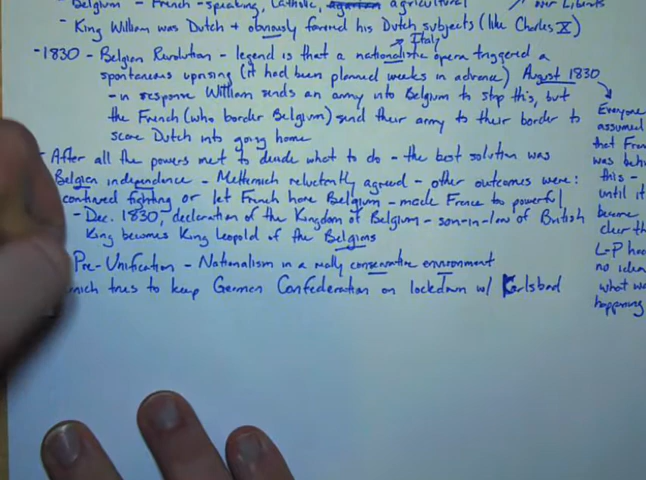 Belgium - French-speaking, Catholic, agricultural
- King William was Dutch + obviously favored his Dutch subjects (like Charles X)
Italy
- 1830 - Belgian Revolution - legend is that a nationalistic opera triggered a
spontaneous uprising (it had been planned weeks in advance) August 1830
- in response William sends an army into Belgium to stop this, but
the French (who border Belgium) send their army to their border to
scare Dutch into going home
- After all the powers met to decide what to do - the best solution was
Belgian independence - Metternich reluctantly agreed - other outcomes were:
continued fighting or let French have Belgium - made France too powerful
- Dec. 1830, declaration of the Kingdom of Belgium - son-in-law of British
King becomes King Leopold of the Belgians
Pre-Unification - Nationalism in a really conservative environment
nich tries to keep German Confederation on lockdown w/ Karlsbad
Everyone
assumed
that Fran
was behi
this -
until it
became
clear th
L-P had
no idea
what wa
happening